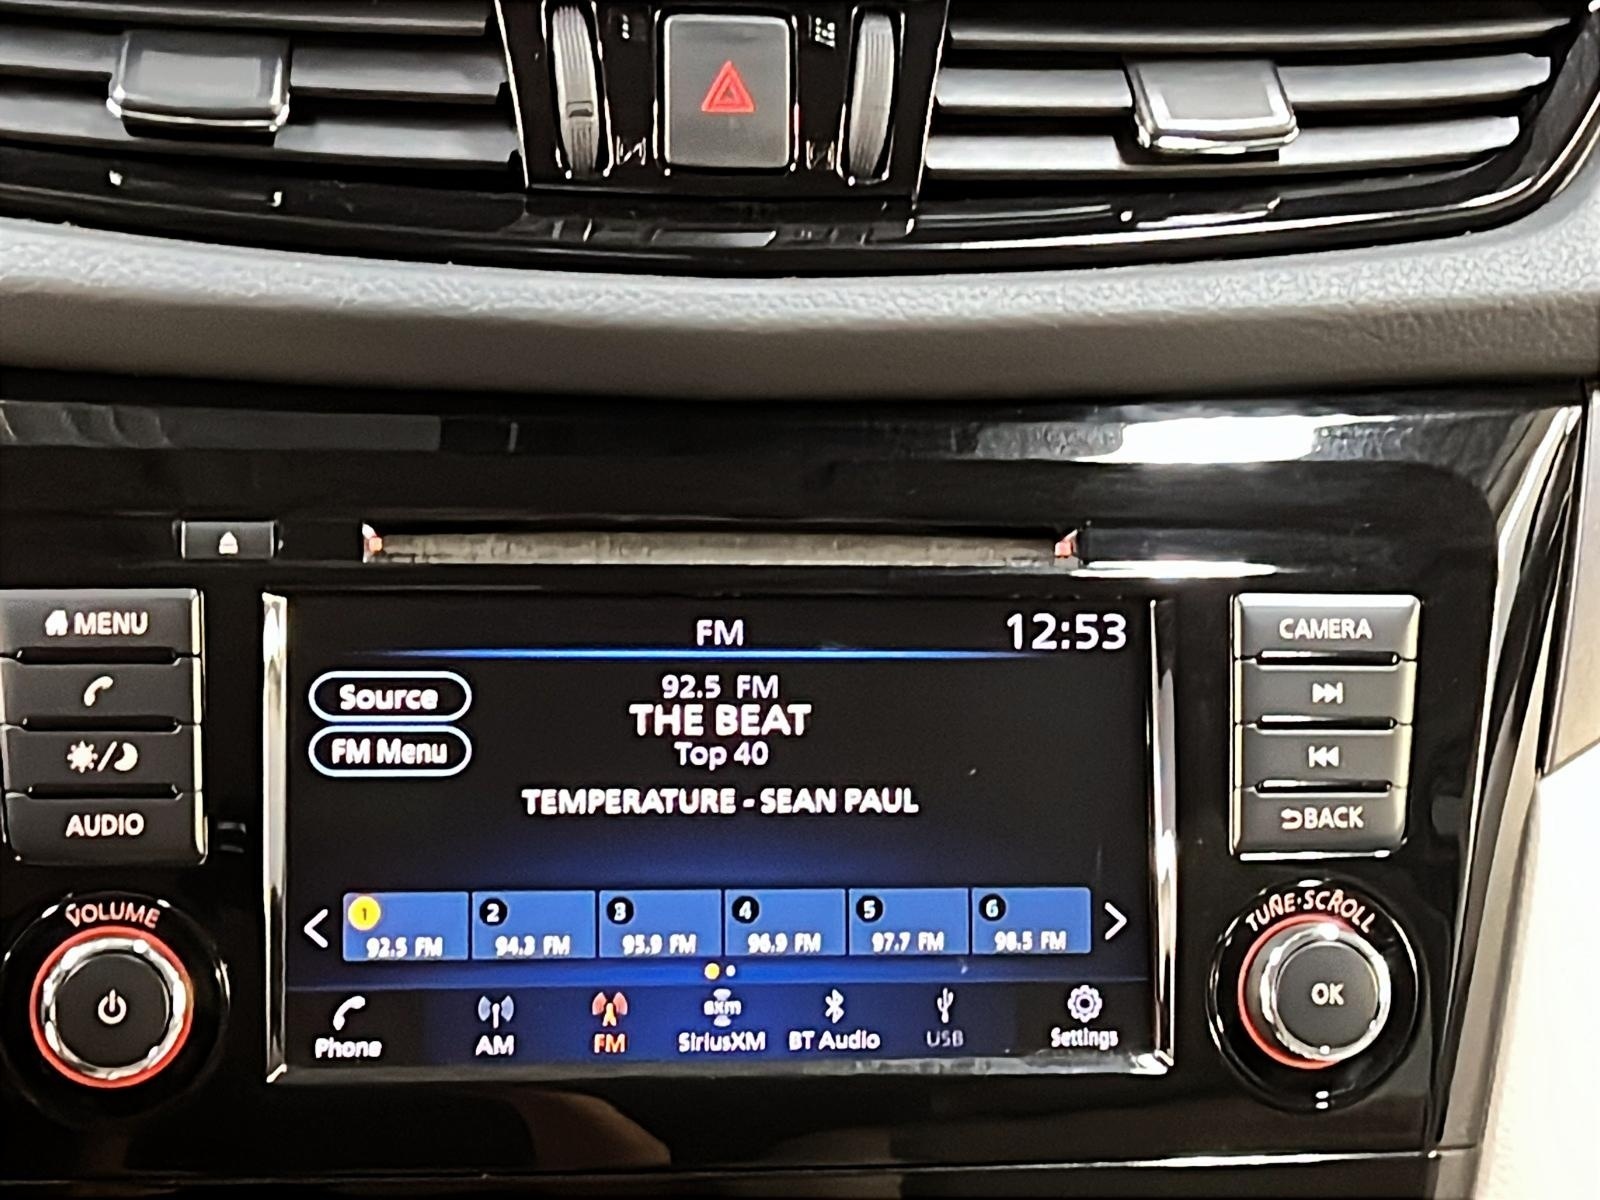 MENU
AUDIO
VOLUME
FM
12:53
Source
FM Menu
92.5 FM
THE BEAT
Top 40
TEMPERATURE - SEAN PAUL
1
92.5 FM
2
94.3 FM
3
95.9 FM
4
96.9 FM
5
97.7 FM
6
98.5 FM
Phone
AM
FM
sxm
SiriusXM
BT Audio
USB
Settings
CAMERA
BACK
TUNE·SCROLL
OK